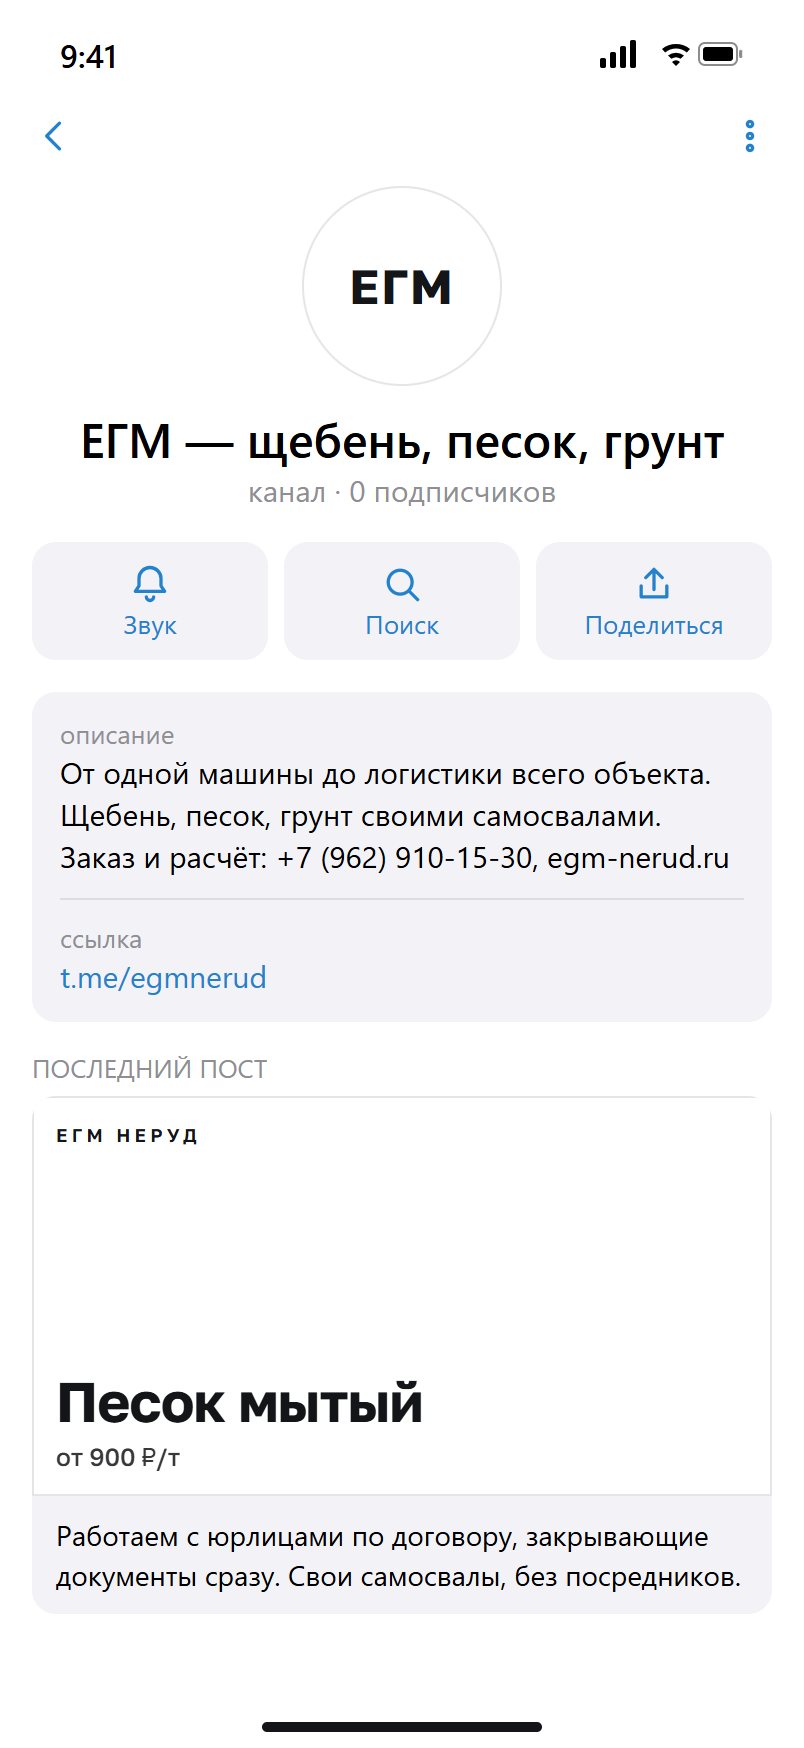 9:41
ЕГМ
ЕГМ — щебень, песок, грунт
канал · 0 подписчиков
Звук
Поиск
Поделиться
описание
От одной машины до логистики всего объекта.
Щебень, песок, грунт своими самосвалами.
Заказ и расчёт: +7 (962) 910-15-30, egm-nerud.ru
ссылка
t.me/egmnerud
ПОСЛЕДНИЙ ПОСТ
ЕГМ НЕРУД
Песок мытый
от 900 ₽/т
Работаем с юрлицами по договору, закрывающие
документы сразу. Свои самосвалы, без посредников.